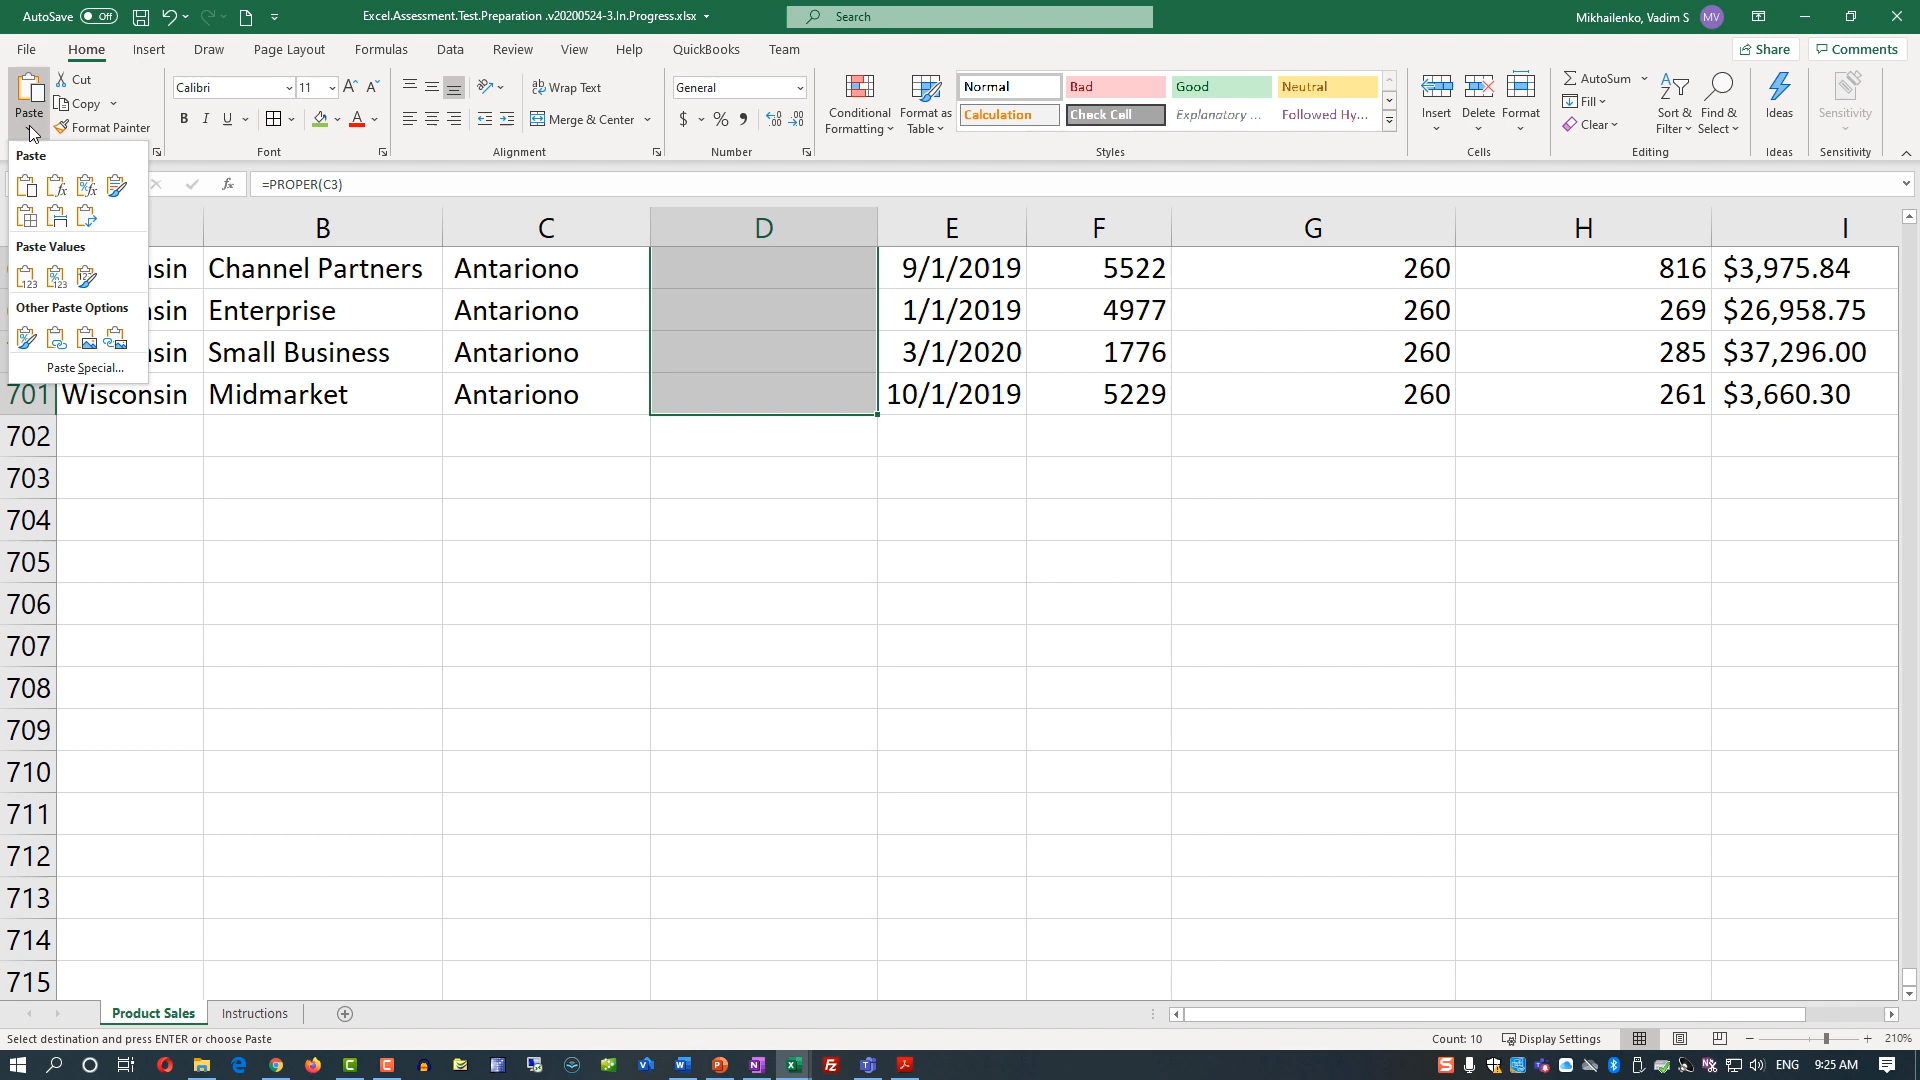 AutoSave Off Excel.Assessment.Test.Preparation .v20200524-3.In.Progress.xlsx Search Mikhailenko, Vadim S MV
File Home Insert Draw Page Layout Formulas Data Review View Help QuickBooks Team Share Comments
Paste Cut Copy Format Painter
Calibri 11 B I U Font
Wrap Text Merge & Center Alignment
General $ % Number
Conditional Formatting Format as Table
Normal Bad Good Neutral
Calculation Check Cell Explanatory ... Followed Hy...
Styles
Insert Delete Format Cells
AutoSum Fill Clear Sort & Filter Find & Select Editing
Ideas Ideas
Sensitivity Sensitivity
Paste
Paste Values
Other Paste Options
Paste Special...
fx =PROPER(C3)
B C D E F G H I
nsin Channel Partners Antariono 9/1/2019 5522 260 816 $3,975.84
nsin Enterprise Antariono 1/1/2019 4977 260 269 $26,958.75
nsin Small Business Antariono 3/1/2020 1776 260 285 $37,296.00
701 Wisconsin Midmarket Antariono 10/1/2019 5229 260 261 $3,660.30
702
703
704
705
706
707
708
709
710
711
712
713
714
715
Product Sales Instructions
Select destination and press ENTER or choose Paste Count: 10 Display Settings 210%
ENG 9:25 AM